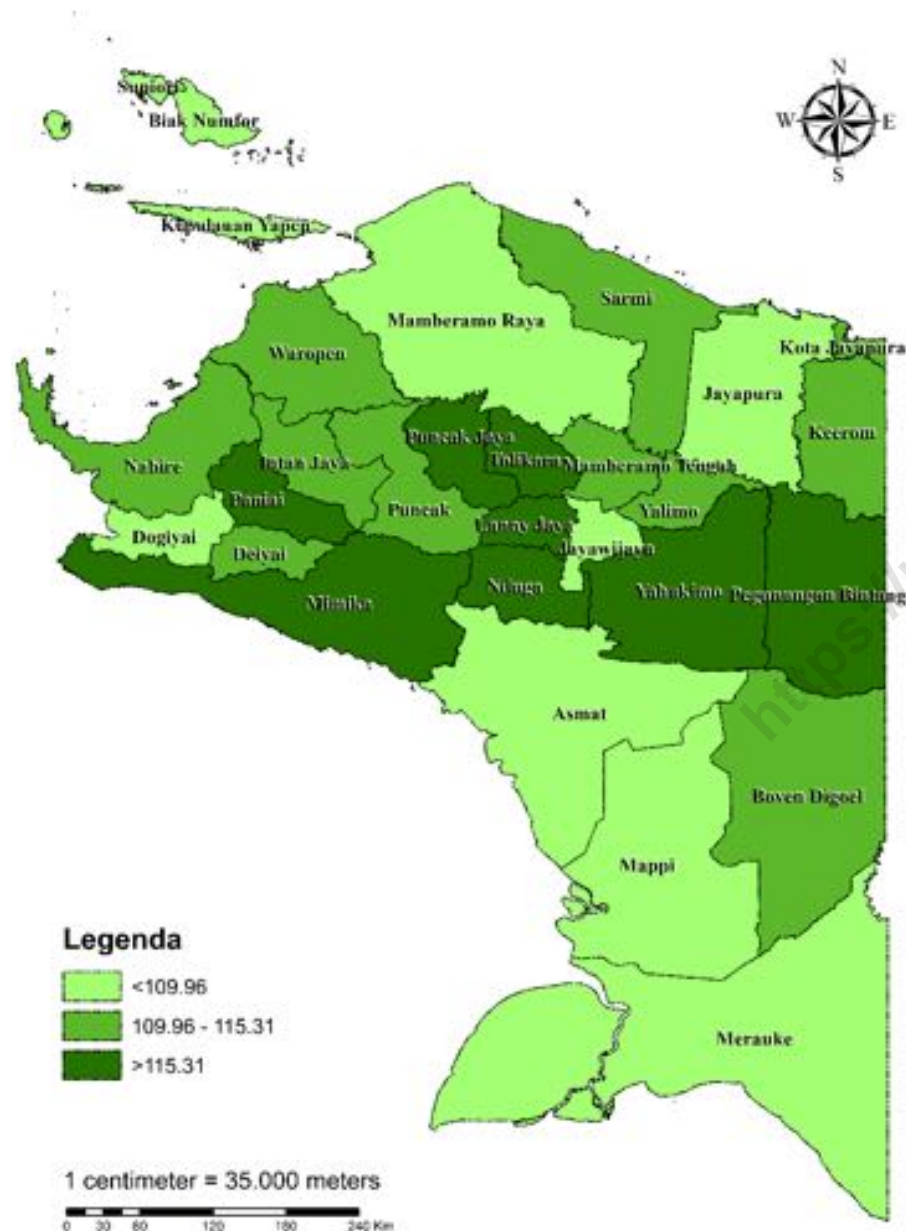 N
W E
S
Supiori
Biak Numfor
Kepulauan Yapen
Mamberamo Raya
Sarmi
Waropen
Kota Jayapura
Jayapura
Keerom
Puncak Jaya
Tolikara
Intan Jaya
Mamberamo Tengah
Nabire
Paniai
Puncak
Yalimo
Lanny Jaya
Dogiyai
Deiyai
Jayawijaya
Nduga
Yahukimo
Pegunungan Bintang
Mimika
https://
Asmat
Boven Digoel
Mappi
Merauke
Legenda
<109.96
109.96 - 115.31
>115.31
1 centimeter = 35.000 meters
0 30 60 120 180 240 Km